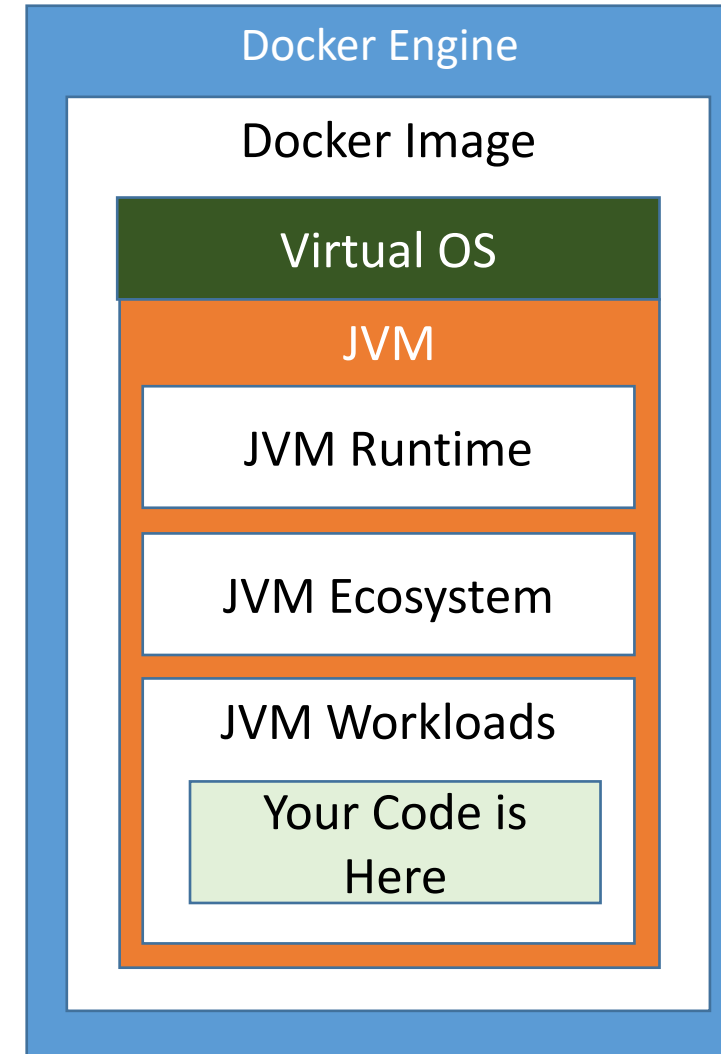 Docker Engine
Docker Image
Virtual OS
JVM
JVM Runtime
JVM Ecosystem
JVM Workloads
Your Code is
Here